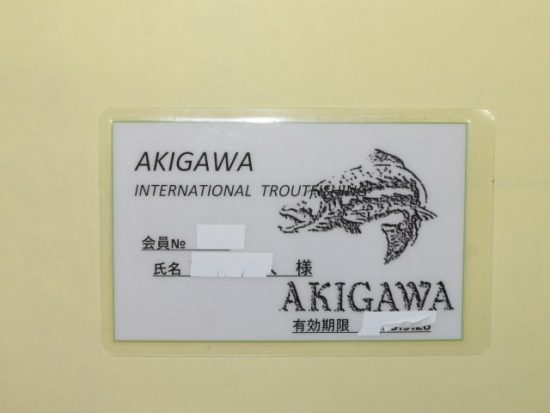 AKIGAWA
INTERNATIONAL TROUTFISHING
会員№
氏名 様
AKIGAWA
有効期限